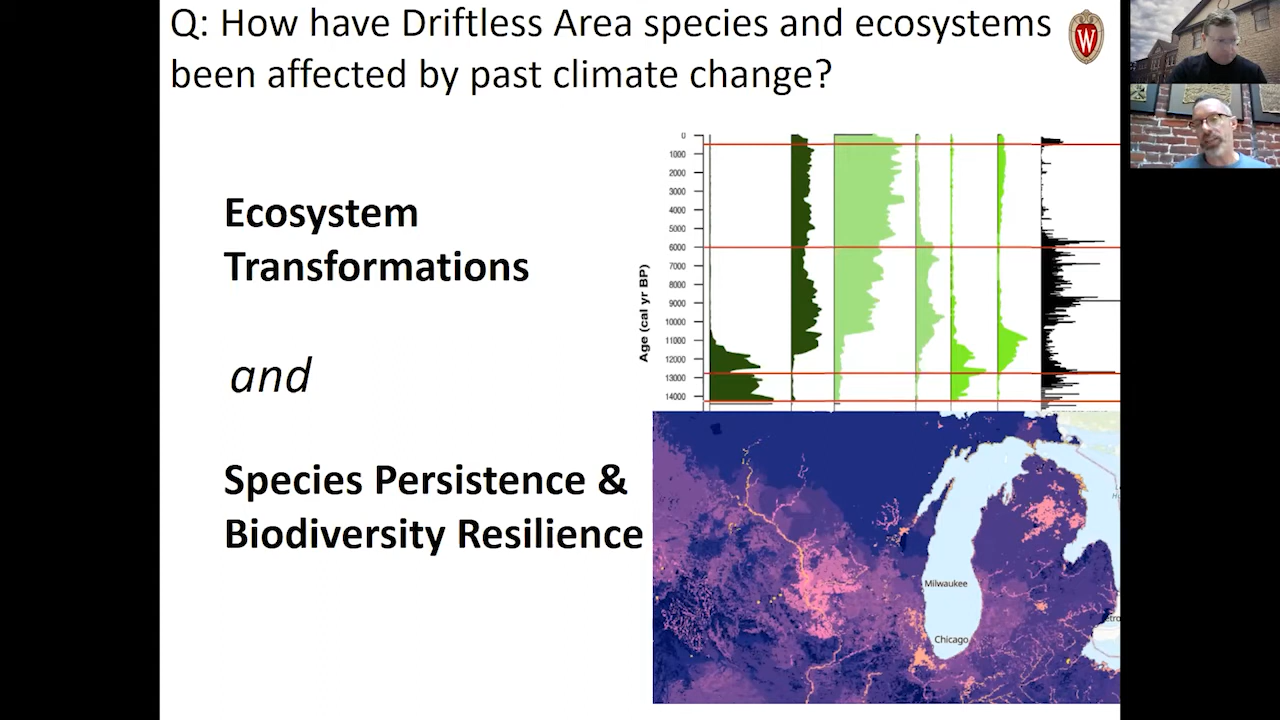 Q: How have Driftless Area species and ecosystems
been affected by past climate change?
W
Ecosystem
Transformations
and
Species Persistence &
Biodiversity Resilience
Age (cal yr BP)
0
1000
2000
3000
4000
5000
6000
7000
8000
9000
10000
11000
12000
13000
14000
Milwaukee
Chicago